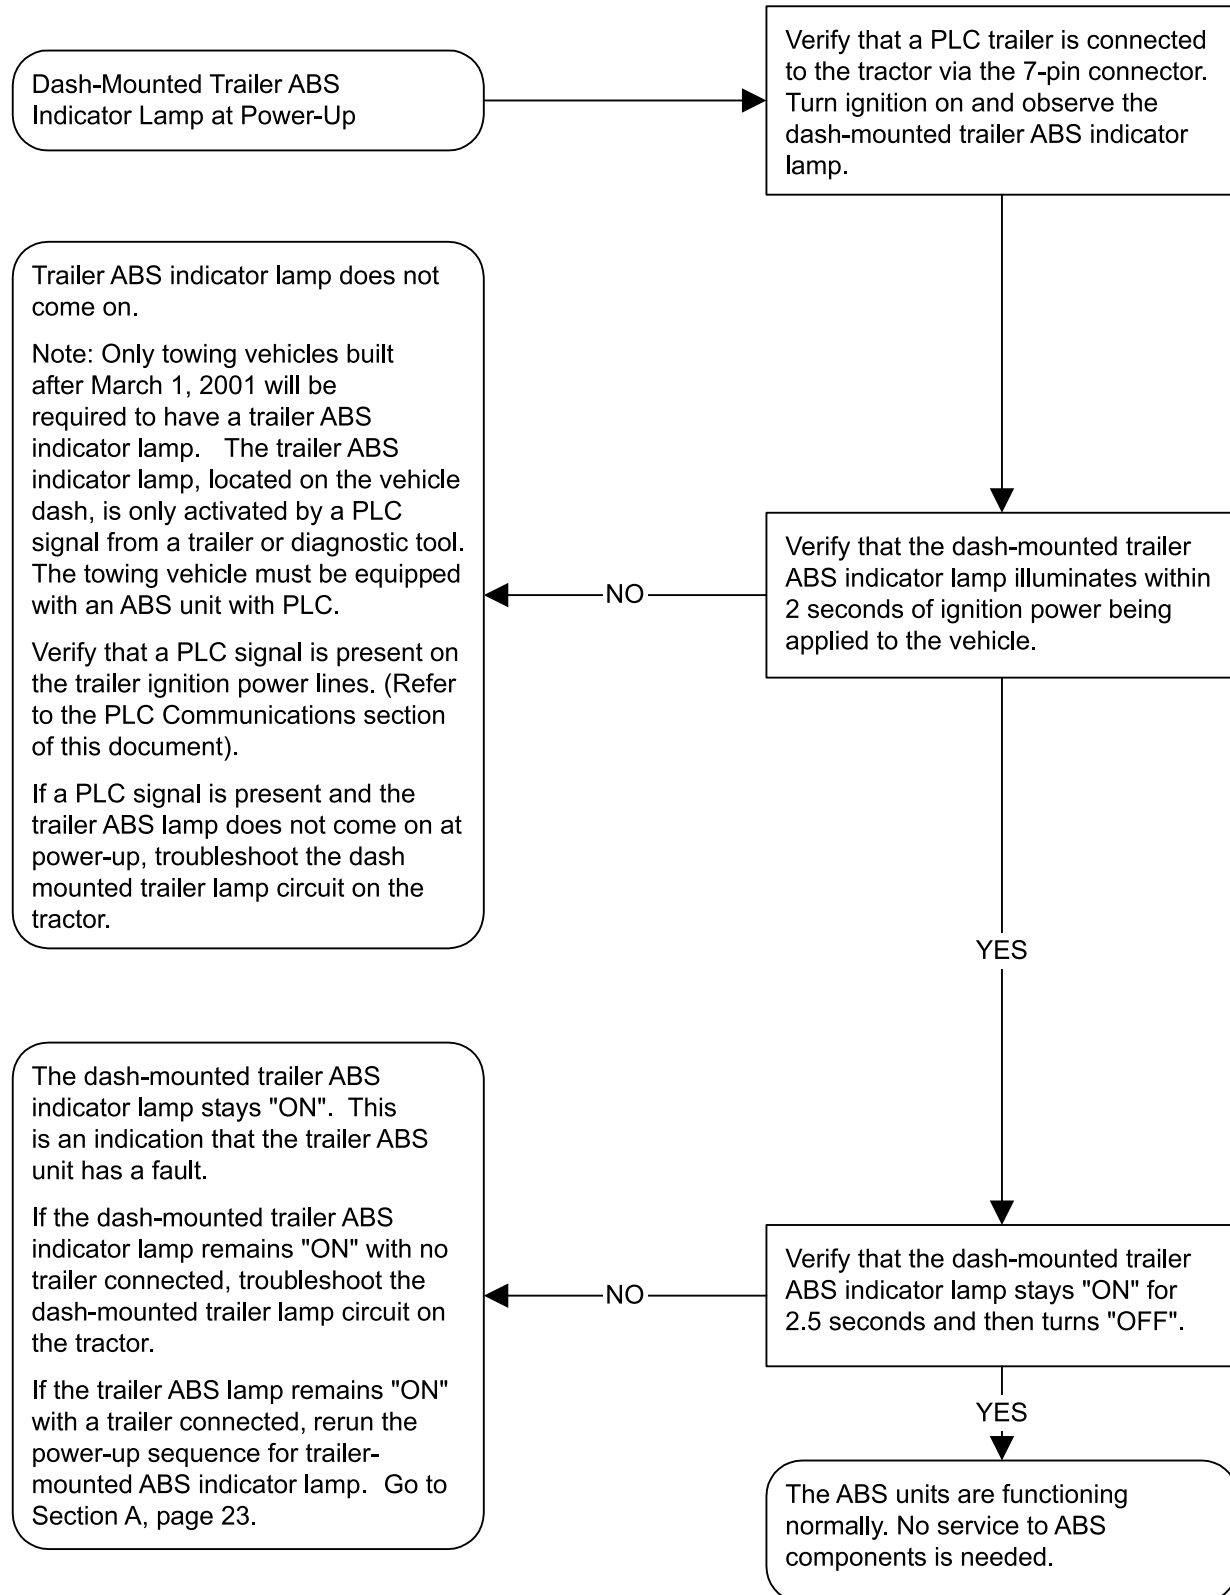 Dash-Mounted Trailer ABS
Indicator Lamp at Power-Up
Verify that a PLC trailer is connected
to the tractor via the 7-pin connector.
Turn ignition on and observe the
dash-mounted trailer ABS indicator
lamp.
Trailer ABS indicator lamp does not
come on.
Note: Only towing vehicles built
after March 1, 2001 will be
required to have a trailer ABS
indicator lamp. The trailer ABS
indicator lamp, located on the vehicle
dash, is only activated by a PLC
signal from a trailer or diagnostic tool.
The towing vehicle must be equipped
with an ABS unit with PLC.
Verify that a PLC signal is present on
the trailer ignition power lines. (Refer
to the PLC Communications section
of this document).
If a PLC signal is present and the
trailer ABS lamp does not come on at
power-up, troubleshoot the dash
mounted trailer lamp circuit on the
tractor.
NO
Verify that the dash-mounted trailer
ABS indicator lamp illuminates within
2 seconds of ignition power being
applied to the vehicle.
YES
The dash-mounted trailer ABS
indicator lamp stays "ON". This
is an indication that the trailer ABS
unit has a fault.
If the dash-mounted trailer ABS
indicator lamp remains "ON" with no
trailer connected, troubleshoot the
dash-mounted trailer lamp circuit on
the tractor.
If the trailer ABS lamp remains "ON"
with a trailer connected, rerun the
power-up sequence for trailer-
mounted ABS indicator lamp. Go to
Section A, page 23.
NO
Verify that the dash-mounted trailer
ABS indicator lamp stays "ON" for
2.5 seconds and then turns "OFF".
YES
The ABS units are functioning
normally. No service to ABS
components is needed.